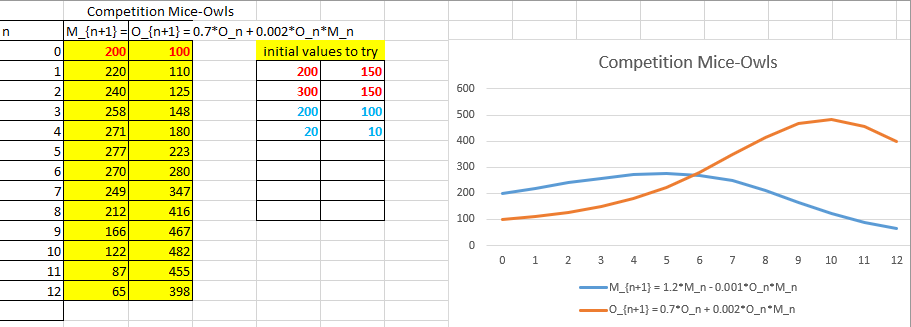 Competition Mice-Owls
n M_{n+1} = O_{n+1} = 0.7*O_n + 0.002*O_n*M_n
0 200 100 initial values to try
1 220 110 200 150
2 240 125 300 150
3 258 148 200 100
4 271 180 20 10
5 277 223
6 270 280
7 249 347
8 212 416
9 166 467
10 122 482
11 87 455
12 65 398
Competition Mice-Owls
600
500
400
300
200
100
0
0 1 2 3 4 5 6 7 8 9 10 11 12
M_{n+1} = 1.2*M_n - 0.001*O_n*M_n
O_{n+1} = 0.7*O_n + 0.002*O_n*M_n